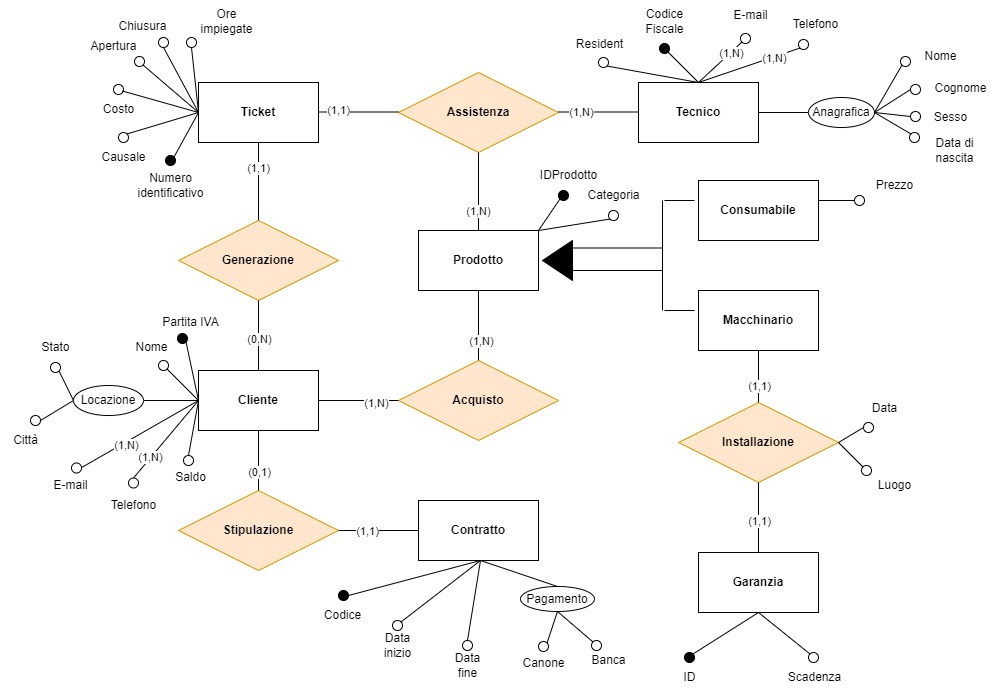 Ore
impiegate
Chiusura
Apertura
Costo
Causale
Numero
identificativo
Ticket
(1,1)
Assistenza
(1,N)
Tecnico
Resident
Codice
Fiscale
E-mail
(1,N)
Telefono
(1,N)
Anagrafica
Nome
Cognome
Sesso
Data di
nascita
(1,1)
(1,N)
IDProdotto
Categoria
Prodotto
Consumabile
Prezzo
Macchinario
Generazione
(0,N)
Partita IVA
Nome
Stato
Locazione
Città
(1,N)
E-mail
(1,N)
Telefono
Saldo
Cliente
(1,N)
Acquisto
(1,N)
(1,1)
Installazione
Data
Luogo
(1,1)
Garanzia
ID
Scadenza
(0,1)
Stipulazione
(1,1)
Contratto
Codice
Data
inizio
Data
fine
Pagamento
Canone
Banca